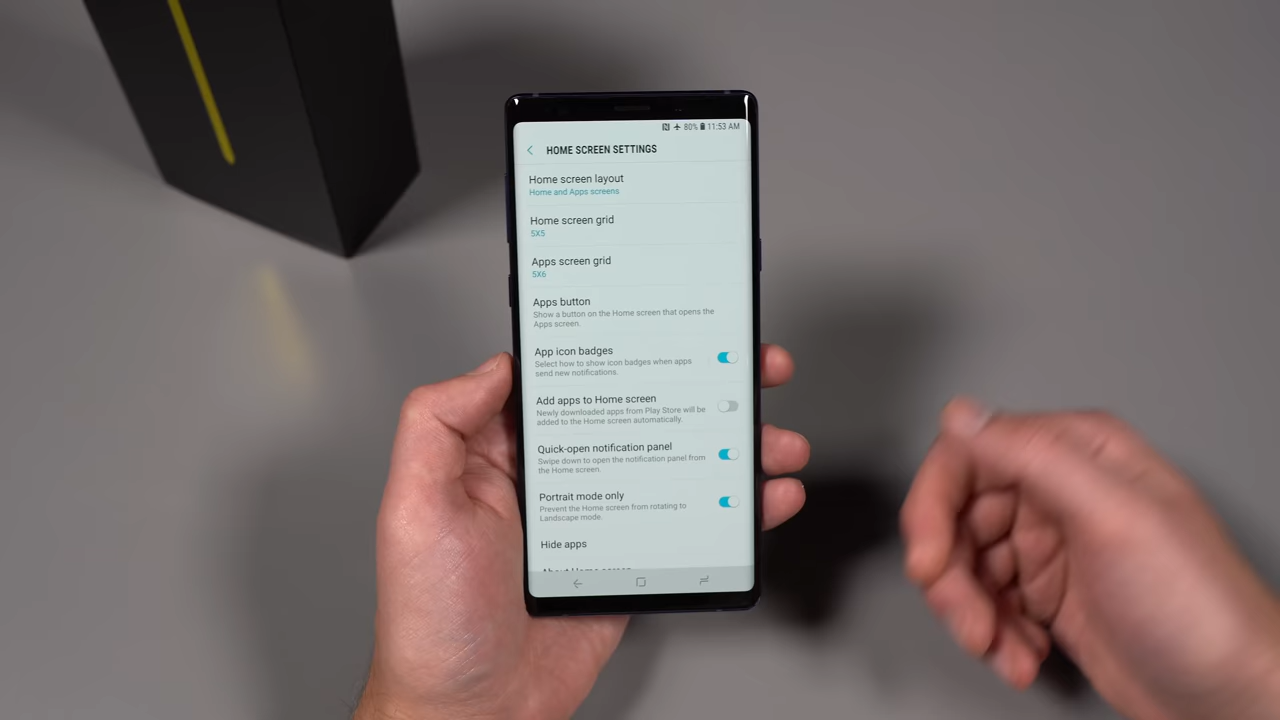 80% 11:53 AM
HOME SCREEN SETTINGS
Home screen layout
Home and Apps screens
Home screen grid
5X5
Apps screen grid
5X6
Apps button
Show a button on the Home screen that opens the
Apps screen.
App icon badges
Select how to show icon badges when apps
send new notifications.
Add apps to Home screen
Newly downloaded apps from Play Store will be
added to the Home screen automatically.
Quick-open notification panel
Swipe down to open the notification panel from
the Home screen.
Portrait mode only
Prevent the Home screen from rotating to
Landscape mode.
Hide apps
About Home screen